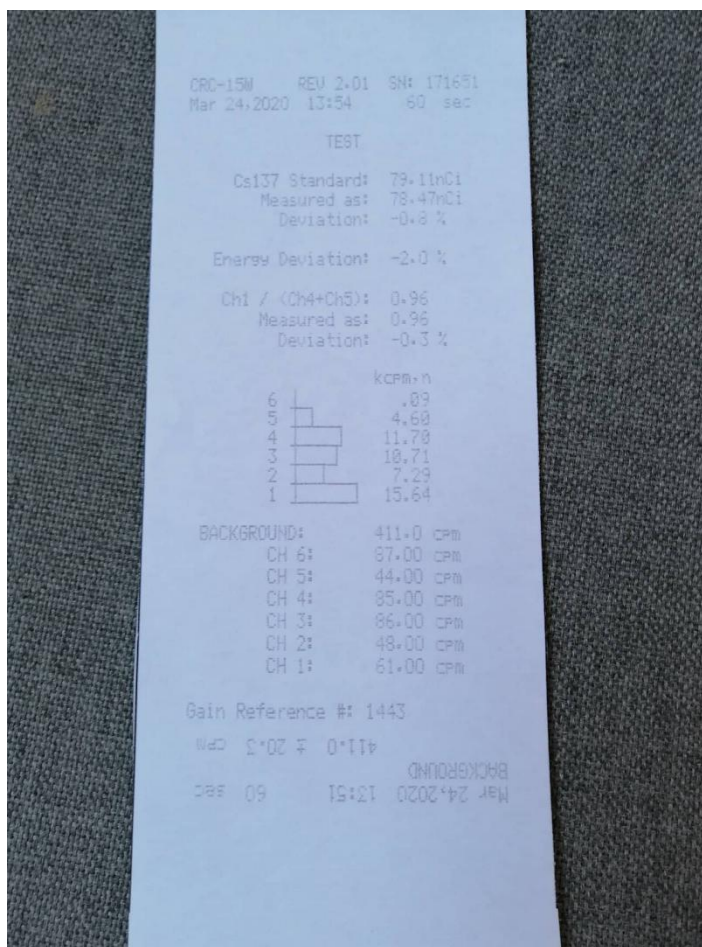 CRC-15W REV 2.01 SN: 171651
Mar 24,2020 13:54 60 sec
TEST
Cs137 Standard: 79.11nCi
Measured as: 78.47nCi
Deviation: -0.8 %
Energy Deviation: -2.0 %
Ch1 / (Ch4+Ch5): 0.96
Measured as: 0.96
Deviation: -0.3 %
kcpm,n
6 .09
5 4.60
4 11.70
3 10.71
2 7.29
1 15.64
BACKGROUND: 411.0 cpm
CH 6: 87.00 cpm
CH 5: 44.00 cpm
CH 4: 85.00 cpm
CH 3: 86.00 cpm
CH 2: 48.00 cpm
CH 1: 61.00 cpm
Gain Reference #: 1443
Mar 24,2020 13:51 60 sec
BACKGROUND
411.0 ± 20.3 cpm